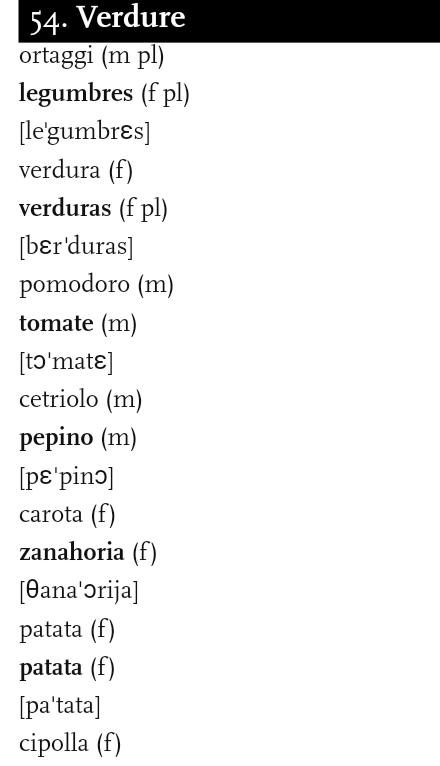 54. Verdure
ortaggi (m pl)
legumbres (f pl)
[le'gumbrɛs]
verdura (f)
verduras (f pl)
[bɛr'duras]
pomodoro (m)
tomate (m)
[tɔ'matɛ]
cetriolo (m)
pepino (m)
[pɛ'pinɔ]
carota (f)
zanahoria (f)
[θana'ɔrija]
patata (f)
patata (f)
[pa'tata]
cipolla (f)